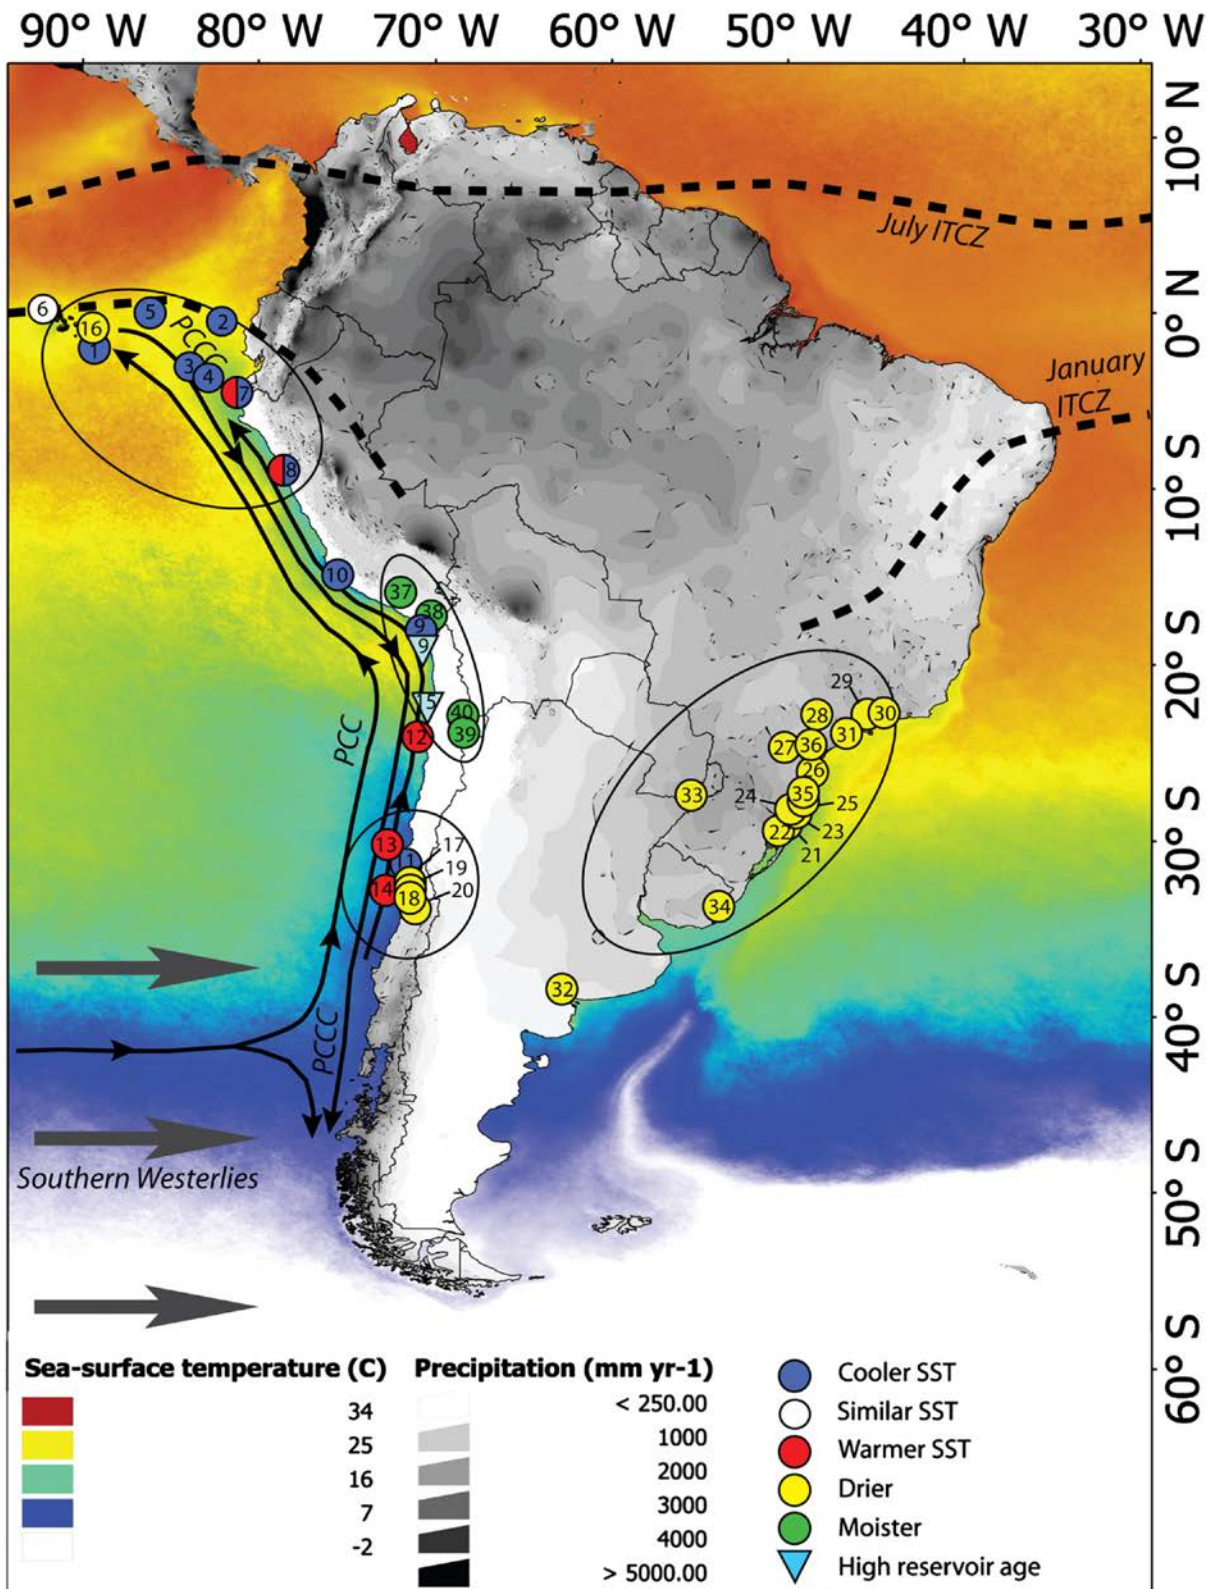 90° W 80° W 70° W 60° W 50° W 40° W 30° W
10° N
0° N
10° S
20° S
30° S
40° S
50° S
60° S
July ITCZ
January
ITCZ
6
5
2
16
1
PCCC
3
4
7
8
10
37
38
9
9
15
40
39
12
PCC
13
11
17
19
14
18
20
PCCC
29
28
30
31
27
36
26
33
24
35
25
22
23
21
34
32
Southern Westerlies
Sea-surface temperature (C)
34
25
16
7
-2
Precipitation (mm yr-1)
< 250.00
1000
2000
3000
4000
> 5000.00
Cooler SST
Similar SST
Warmer SST
Drier
Moister
High reservoir age